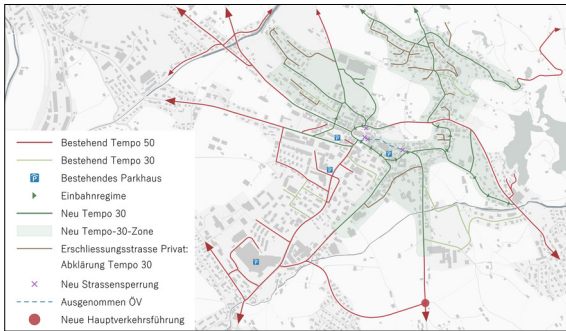 Bestehend Tempo 50
Bestehend Tempo 30
P Bestehendes Parkhaus
Einbahnregime
Neu Tempo 30
Neu Tempo-30-Zone
Erschliessungsstrasse Privat:
Abklärung Tempo 30
Neu Strassensperrung
Ausgenommen ÖV
Neue Hauptverkehrsführung
P
P
P
P